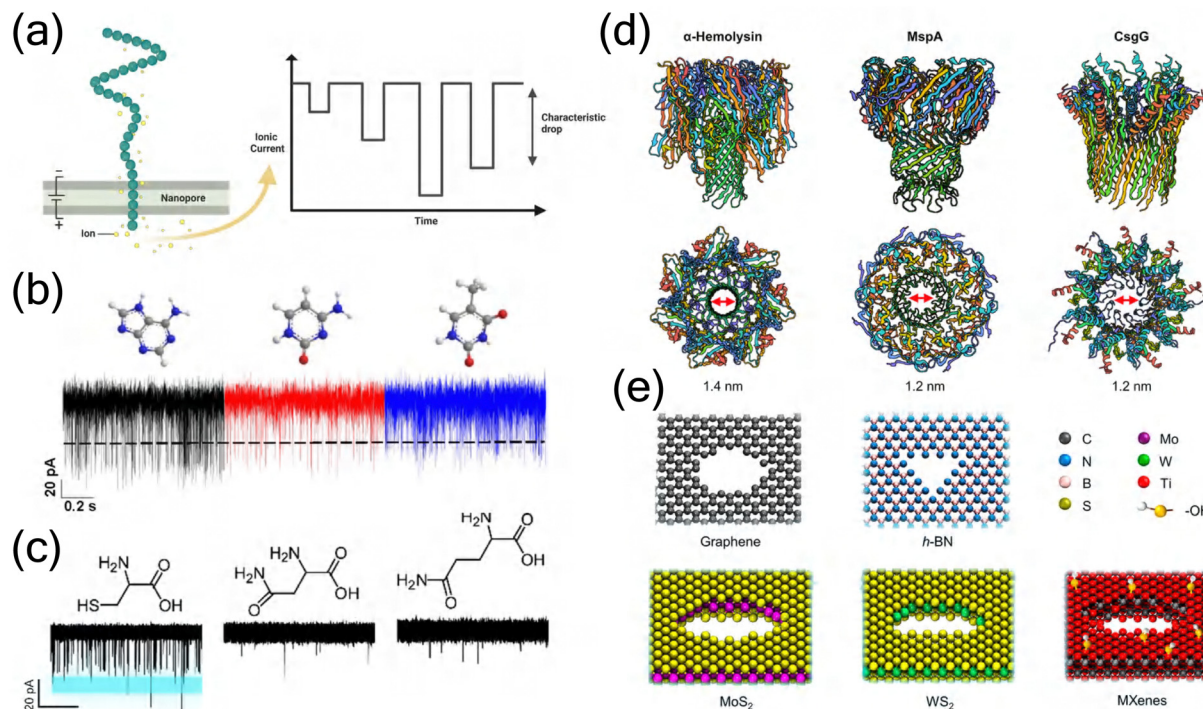 (a)
−
+
Nanopore
Ion
Ionic
Current
Characteristic
drop
Time
(b)
20 pA
0.2 s
(c)
H₂N
O
HS
OH
NH₂
H₂N
O
H₂N
O
OH
NH₂
O
H₂N
O
OH
20 pA
(d)
α-Hemolysin
MspA
CsgG
1.4 nm
1.2 nm
1.2 nm
(e)
Graphene
h-BN
C
N
B
S
Mo
W
Ti
-OH
MoS₂
WS₂
MXenes